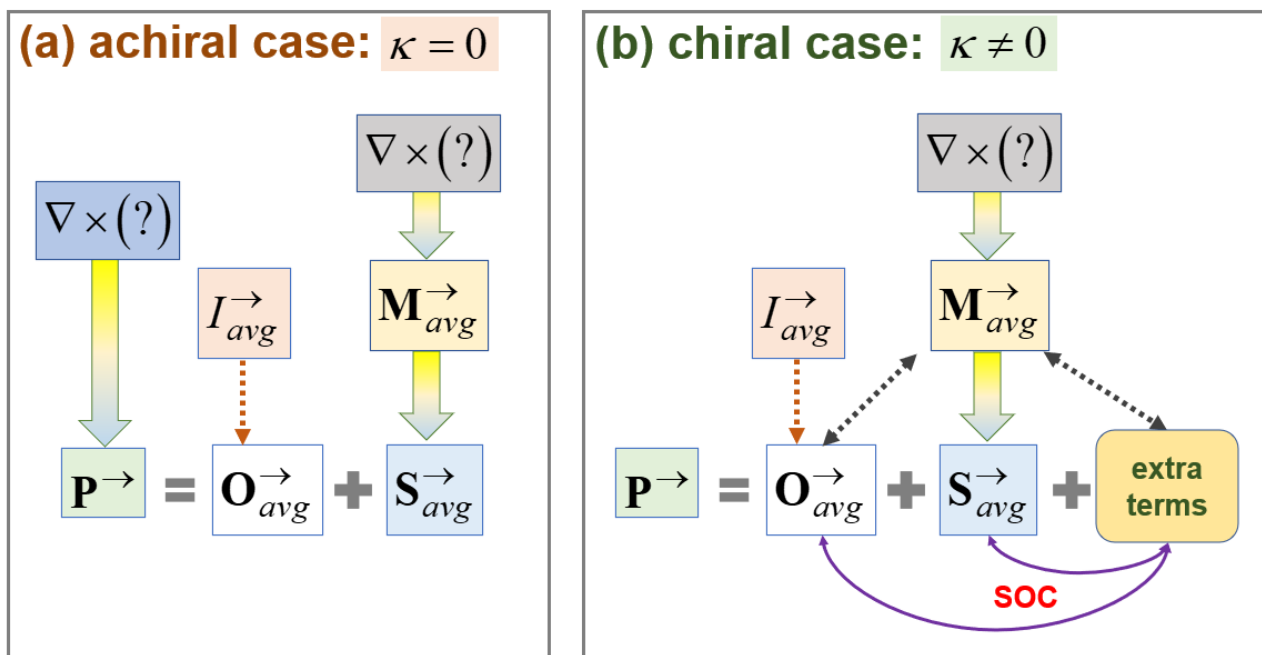 (a) achiral case: κ = 0
∇ × (?)
∇ × (?)
I→avg
M→avg
P→ = O→avg + S→avg
(b) chiral case: κ ≠ 0
∇ × (?)
I→avg
M→avg
P→ = O→avg + S→avg + extra terms
SOC